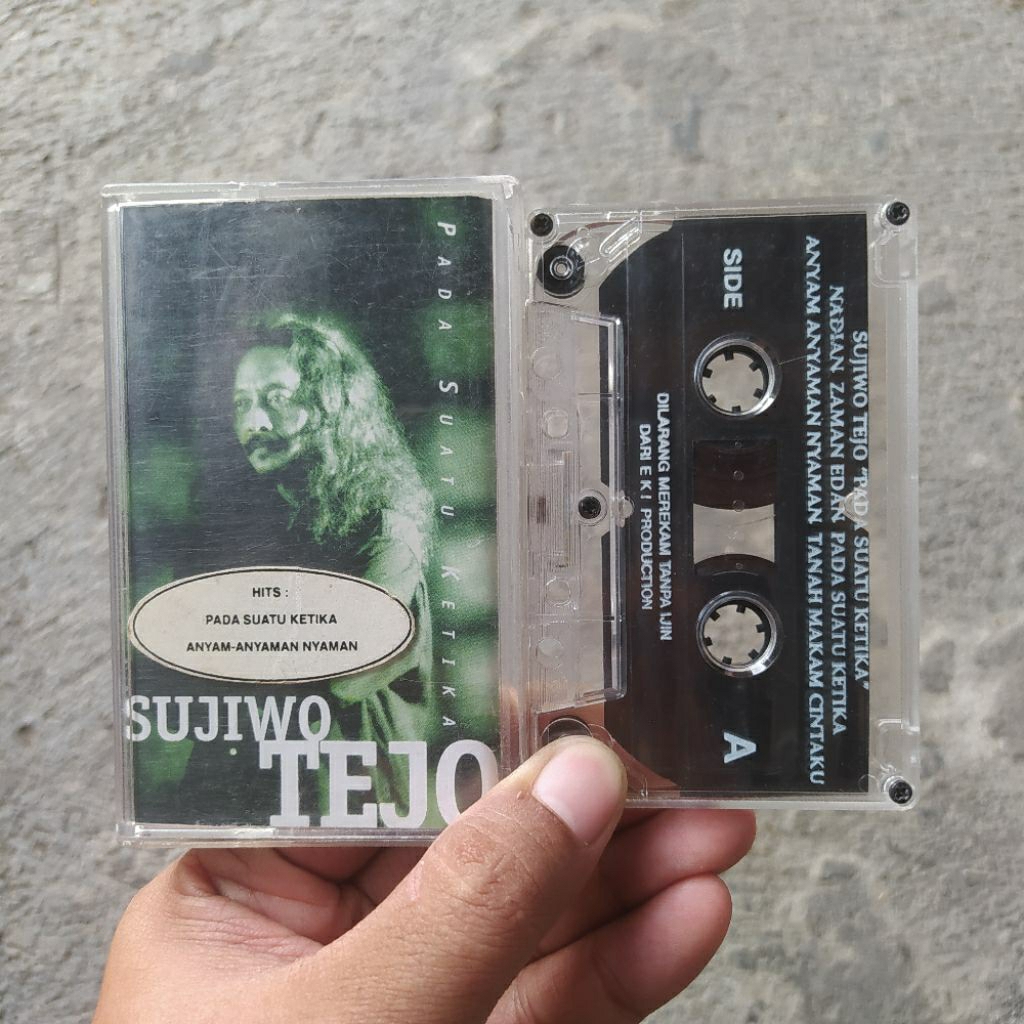 PADA SUATU KETIKA
HITS :
PADA SUATU KETIKA
ANYAM-ANYAMAN NYAMAN
SUJIWO
TEJO
SUJIWO TEJO "PADA SUATU KETIKA"
ZAMAN EDAN PADA SUATU KETIKA
ANYAM ANYAMAN NYAMAN TANAH MAKAM CINTAKU
SIDE A
DILARANG MEREKAM TANPA IJIN
DARI E K I PRODUCTION